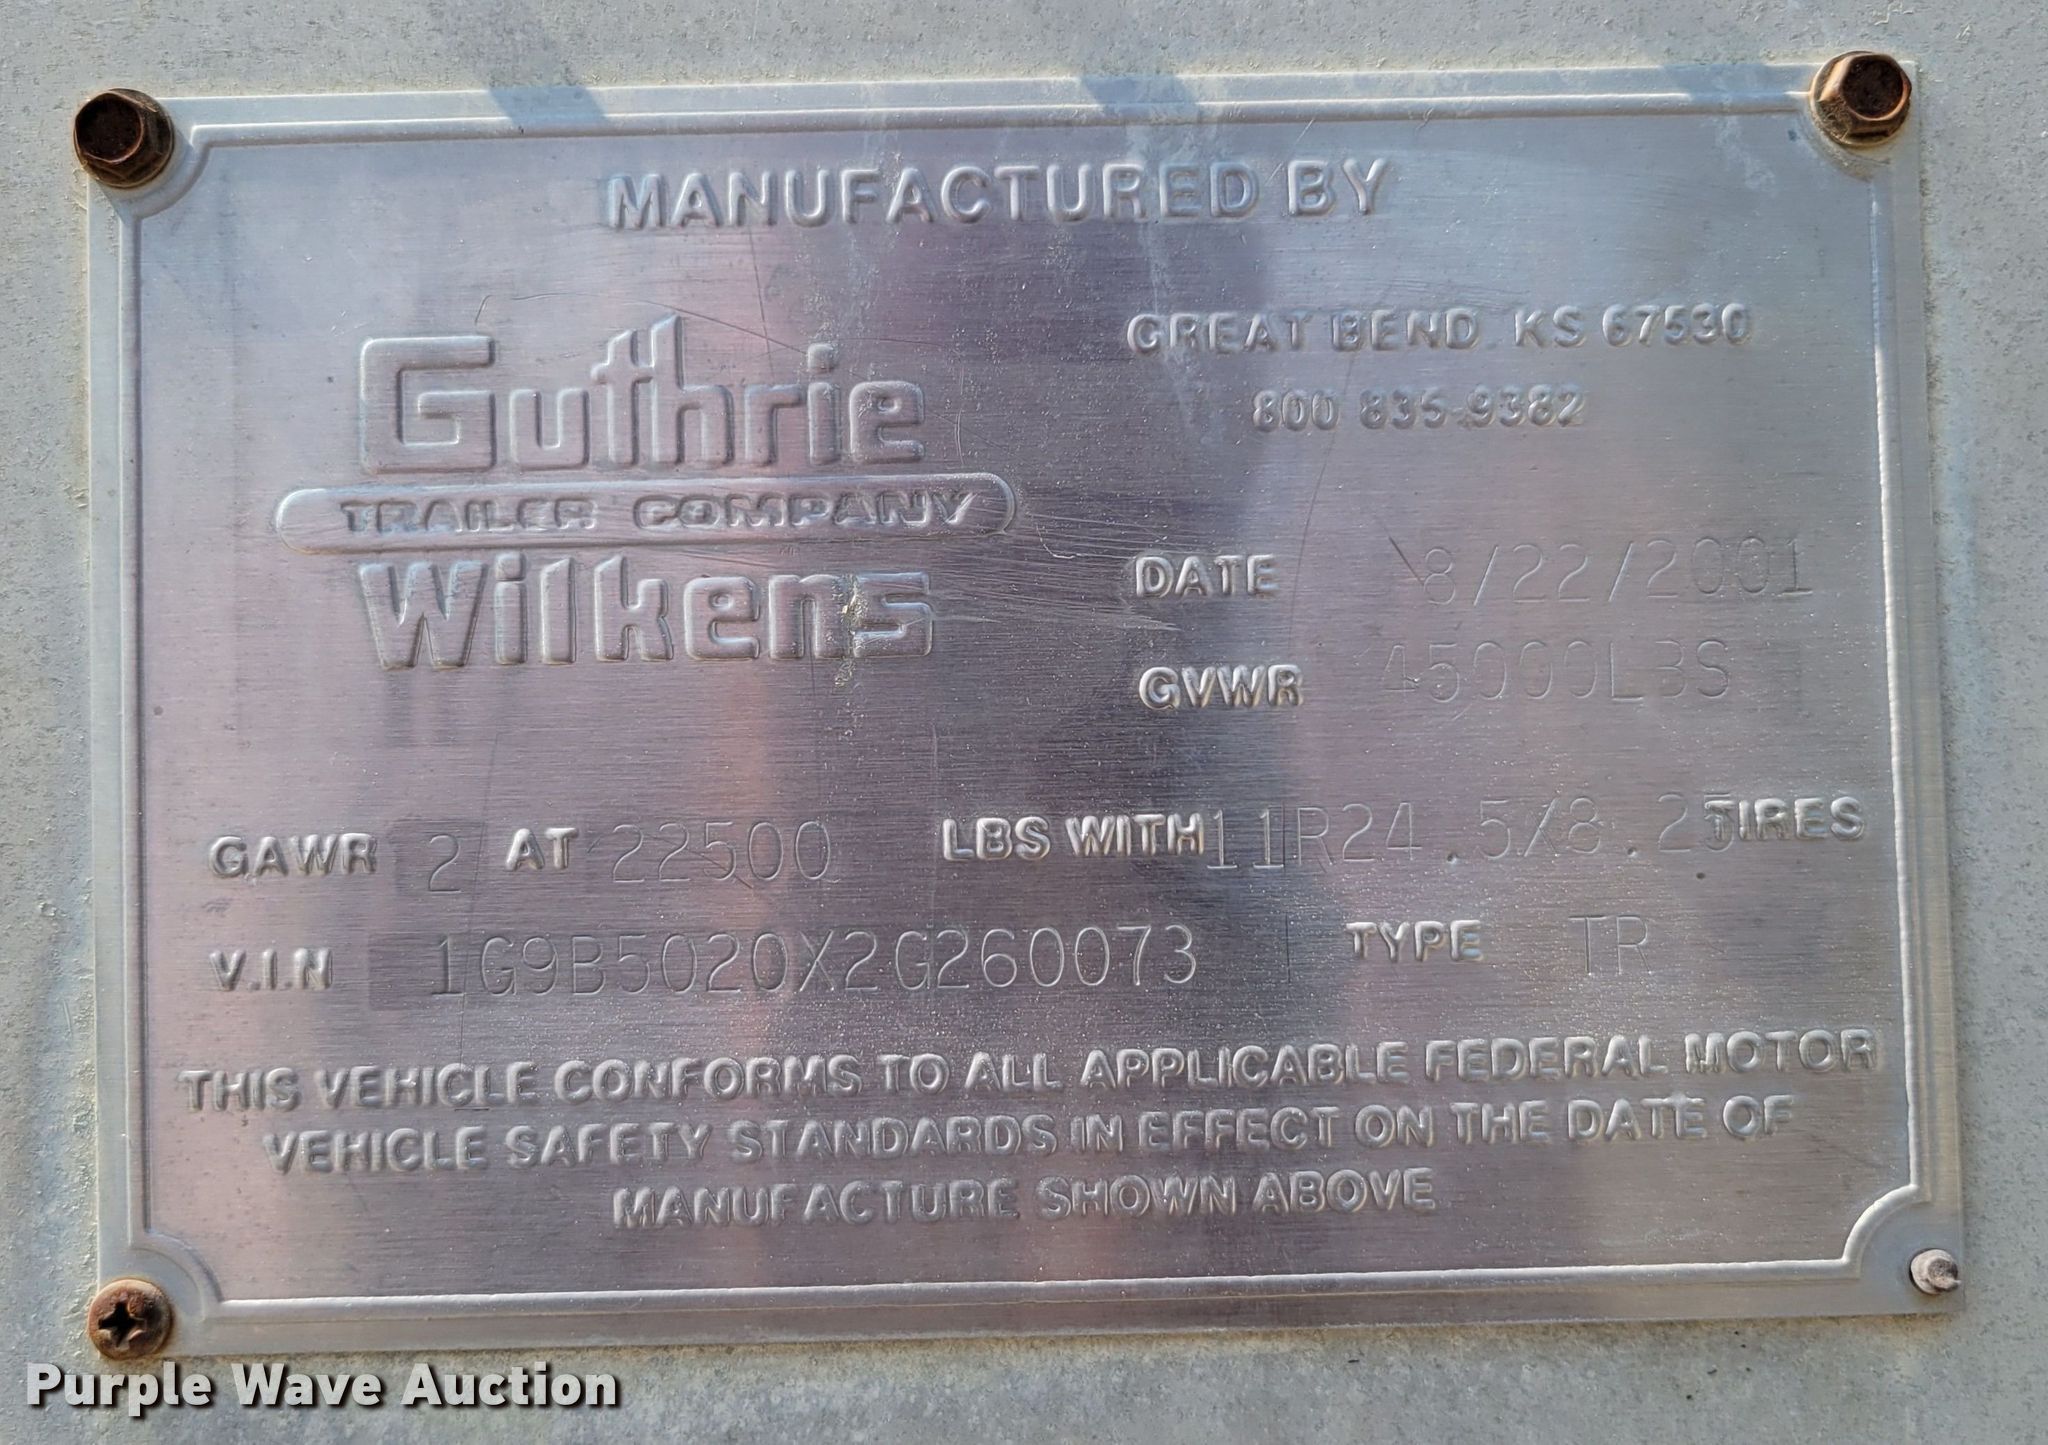 MANUFACTURED BY
Guthrie
TRAILER COMPANY
Wilkens
GREAT BEND KS 67530
800 835-9382
DATE 8/22/2001
GVWR 45000LBS
GAWR 2 AT 22500 LBS WITH 11R24.5X8.25 TIRES
V.I.N 1G9B5020X2G260073 TYPE TR
THIS VEHICLE CONFORMS TO ALL APPLICABLE FEDERAL MOTOR
VEHICLE SAFETY STANDARDS IN EFFECT ON THE DATE OF
MANUFACTURE SHOWN ABOVE
Purple Wave Auction